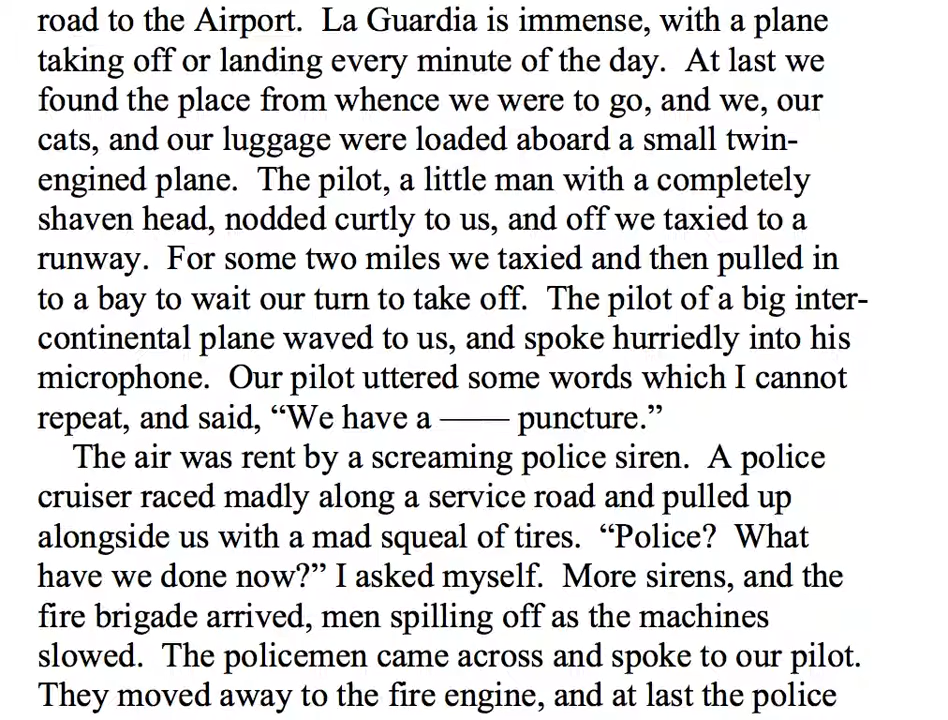 road to the Airport.  La Guardia is immense, with a plane
taking off or landing every minute of the day.  At last we
found the place from whence we were to go, and we, our
cats, and our luggage were loaded aboard a small twin-
engined plane.  The pilot, a little man with a completely
shaven head, nodded curtly to us, and off we taxied to a
runway.  For some two miles we taxied and then pulled in
to a bay to wait our turn to take off.  The pilot of a big inter-
continental plane waved to us, and spoke hurriedly into his
microphone.  Our pilot uttered some words which I cannot
repeat, and said, “We have a —— puncture.”
The air was rent by a screaming police siren.  A police
cruiser raced madly along a service road and pulled up
alongside us with a mad squeal of tires.  “Police?  What
have we done now?” I asked myself.  More sirens, and the
fire brigade arrived, men spilling off as the machines
slowed.  The policemen came across and spoke to our pilot.
They moved away to the fire engine, and at last the police